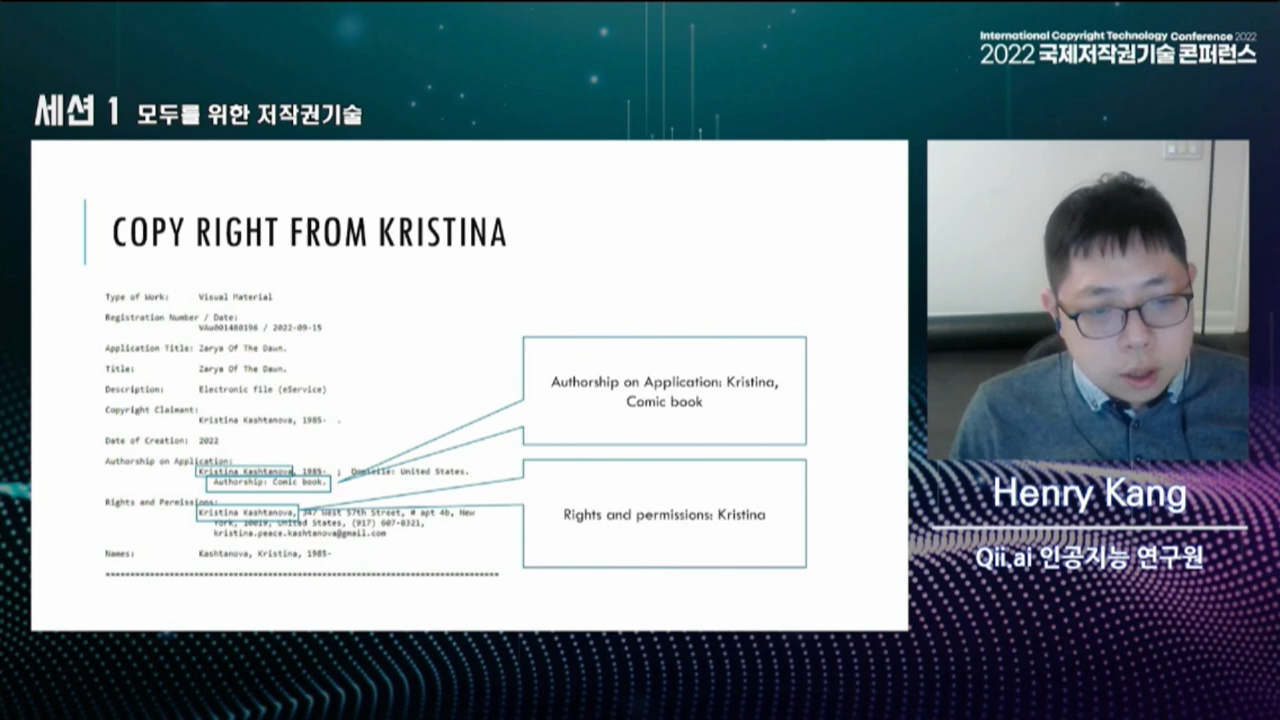 International Copyright Technology Conference 2022
2022 국제저작권기술 콘퍼런스
세션 1 모두를 위한 저작권기술
COPY RIGHT FROM KRISTINA
Type of Work: Visual Material
Registration Number / Date:
VAu001480196 / 2022-09-15
Application Title: Zarya Of The Dawn.
Title: Zarya Of The Dawn.
Description: Electronic file (eService)
Copyright Claimant:
Kristina Kashtanova, 1985- .
Date of Creation: 2022
Authorship on Application:
Kristina Kashtanova, 1985- ; Domicile: United States.
Authorship: Comic book.
Rights and Permissions:
Kristina Kashtanova, 347 West 57th Street, # apt 4b, New
York, 10019, United States, (917) 607-8321,
kristina.peace.kashtanova@gmail.com
Names: Kashtanova, Kristina, 1985-
Authorship on Application: Kristina,
Comic book
Rights and permissions: Kristina
Henry Kang
Qii.ai 인공지능 연구원